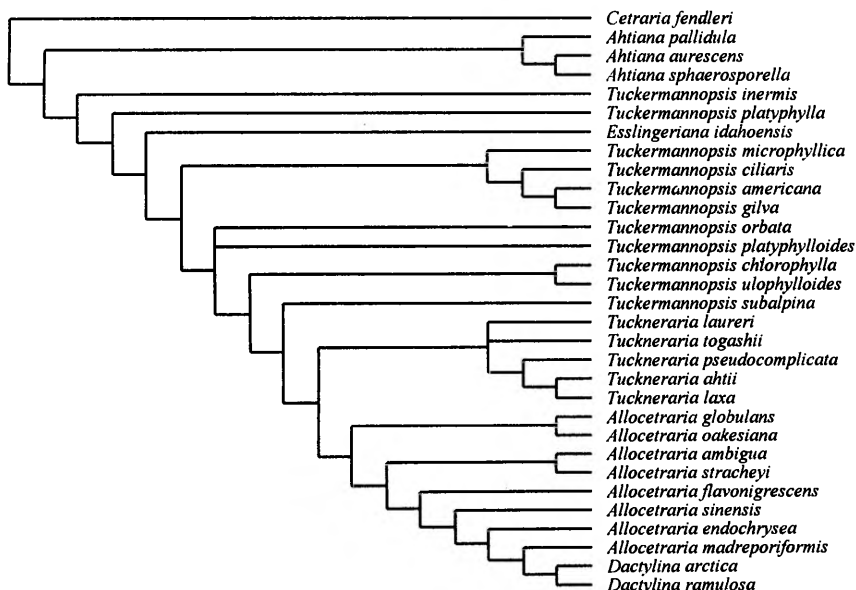 Cetraria fendleri
Ahtiana pallidula
Ahtiana aurescens
Ahtiana sphaerosporella
Tuckermannopsis inermis
Tuckermannopsis platyphylla
Esslingeriana idahoensis
Tuckermannopsis microphyllica
Tuckermannopsis ciliaris
Tuckermannopsis americana
Tuckermannopsis gilva
Tuckermannopsis orbata
Tuckermannopsis platyphylloides
Tuckermannopsis chlorophylla
Tuckermannopsis ulophylloides
Tuckermannopsis subalpina
Tuckneraria laureri
Tuckneraria togashii
Tuckneraria pseudocomplicata
Tuckneraria ahtii
Tuckneraria laxa
Allocetraria globulans
Allocetraria oakesiana
Allocetraria ambigua
Allocetraria stracheyi
Allocetraria flavonigrescens
Allocetraria sinensis
Allocetraria endochrysea
Allocetraria madreporiformis
Dactylina arctica
Dactylina ramulosa